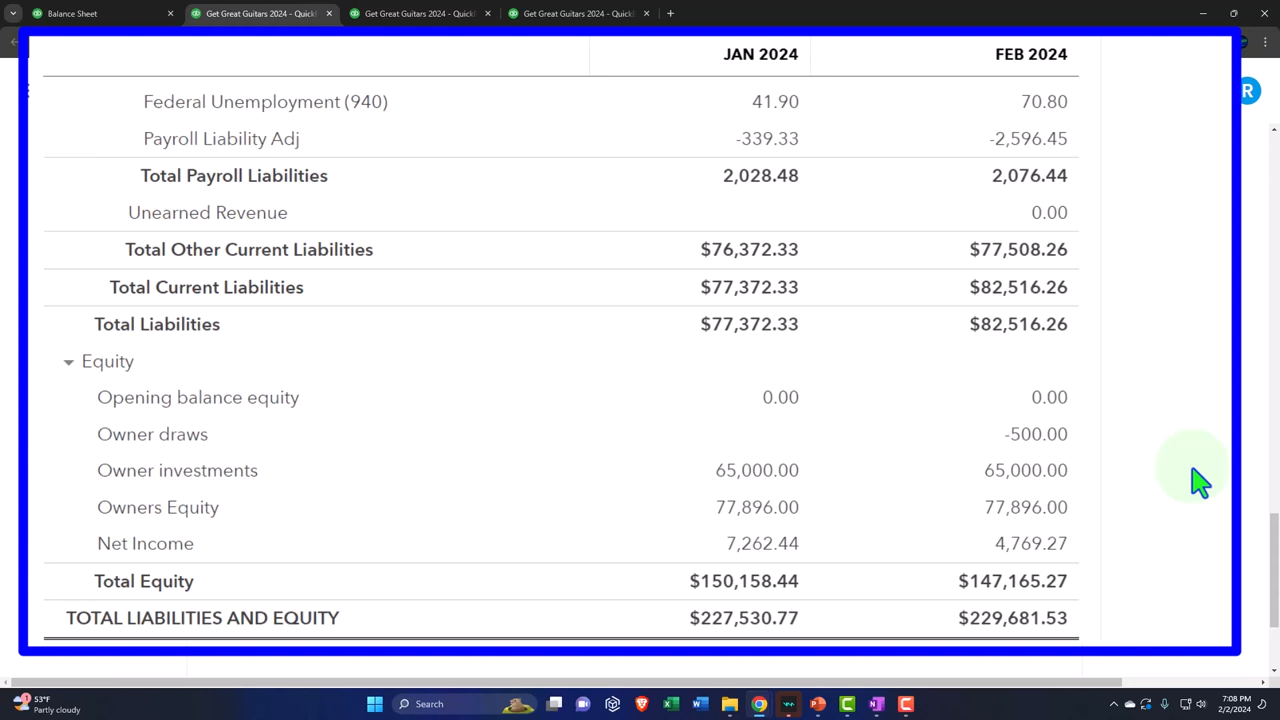 Balance Sheet
Get Great Guitars 2024 - Quick
Get Great Guitars 2024 - Quick
Get Great Guitars 2024 - Quick
JAN 2024 FEB 2024
R
Federal Unemployment (940) 41.90 70.80
Payroll Liability Adj -339.33 -2,596.45
Total Payroll Liabilities 2,028.48 2,076.44
Unearned Revenue 0.00
Total Other Current Liabilities $76,372.33 $77,508.26
Total Current Liabilities $77,372.33 $82,516.26
Total Liabilities $77,372.33 $82,516.26
Equity
Opening balance equity 0.00 0.00
Owner draws -500.00
Owner investments 65,000.00 65,000.00
Owners Equity 77,896.00 77,896.00
Net Income 7,262.44 4,769.27
Total Equity $150,158.44 $147,165.27
TOTAL LIABILITIES AND EQUITY $227,530.77 $229,681.53
53°F
Partly cloudy
Search
7:08 PM
2/2/2024